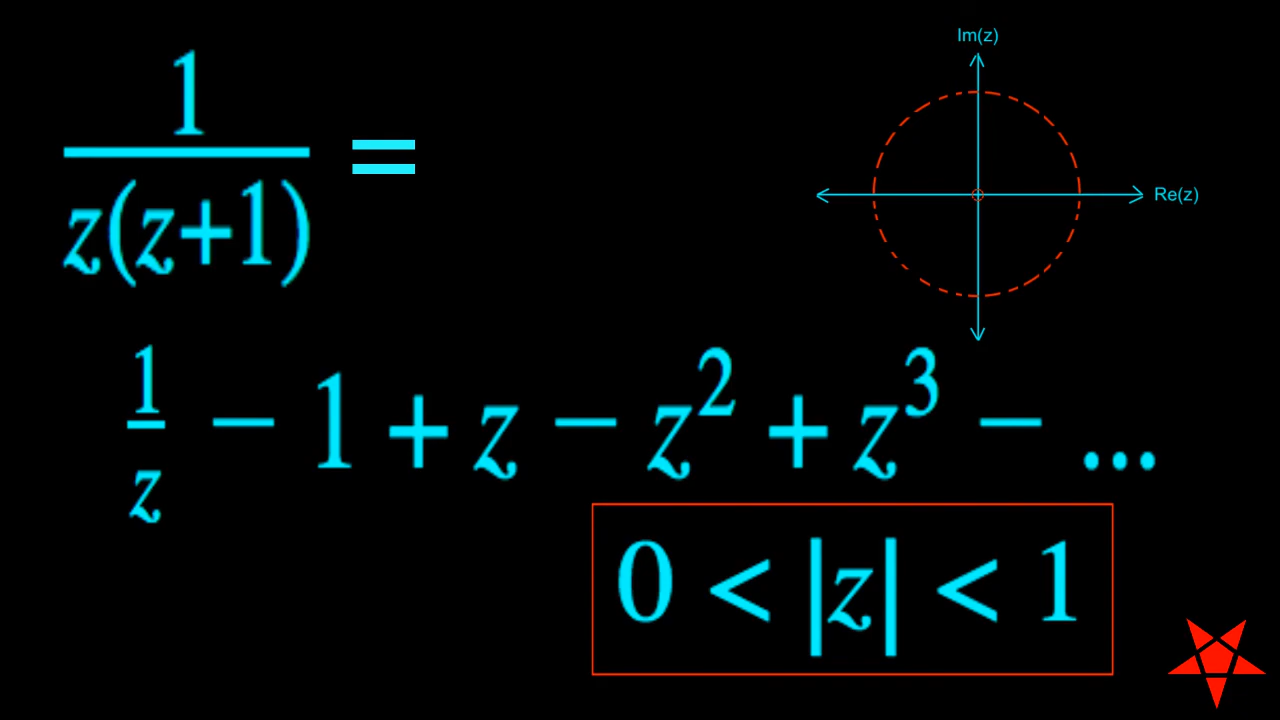 Im(z)
1/(z(z+1)) =
Re(z)
1/z − 1 + z − z² + z³ − ...
0 < |z| < 1